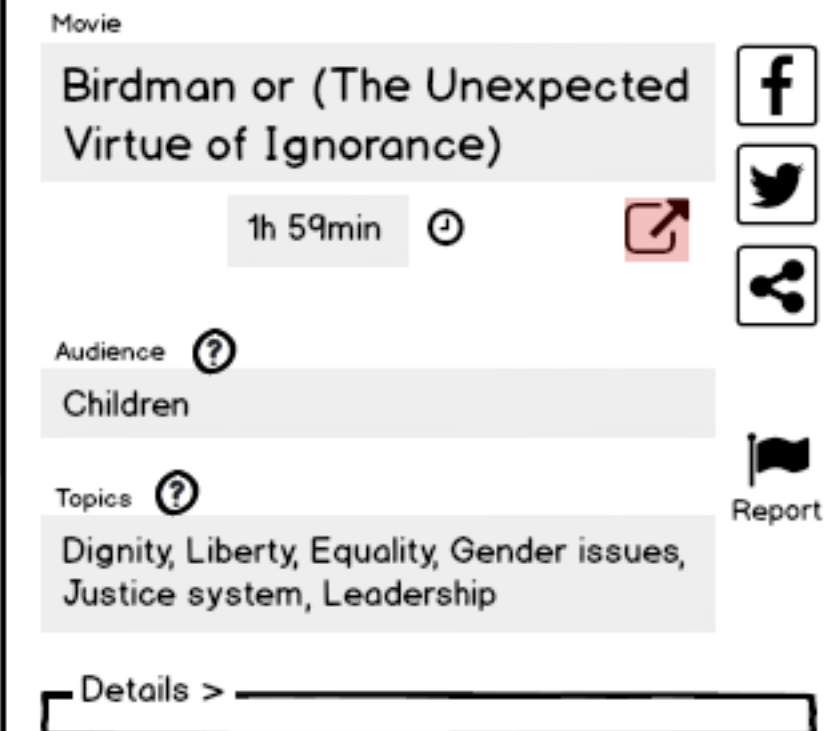 Movie
Birdman or (The Unexpected
Virtue of Ignorance)
1h 59min
Audience ?
Children
Topics ?
Report
Dignity, Liberty, Equality, Gender issues,
Justice system, Leadership
Details >